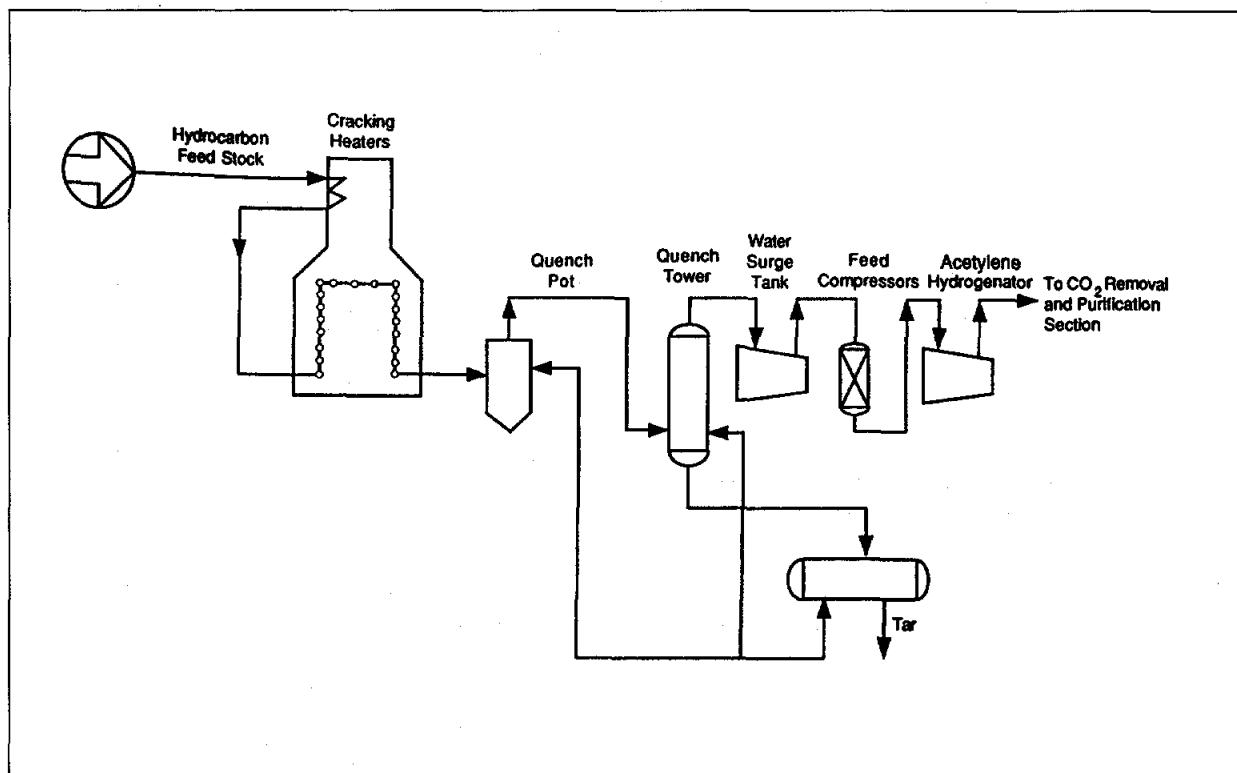 Hydrocarbon
Feed Stock
Cracking
Heaters
Quench
Pot
Quench
Tower
Water
Surge
Tank
Feed
Compressors
Acetylene
Hydrogenator
To CO₂ Removal
and Purification
Section
Tar